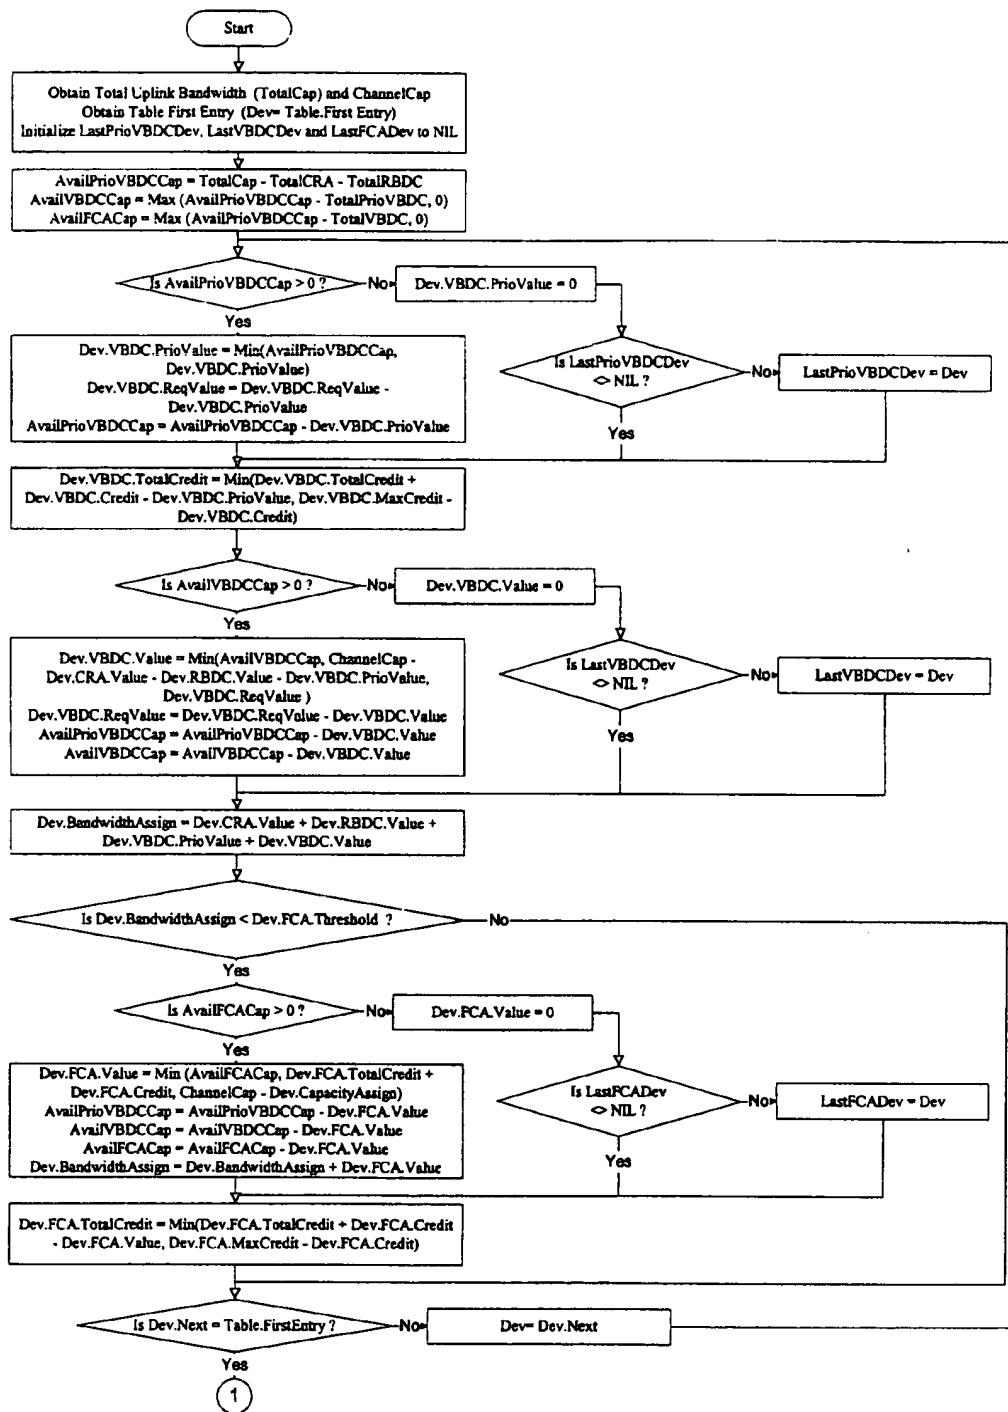 Start
Obtain Total Uplink Bandwidth (TotalCap) and ChannelCap
Obtain Table First Entry (Dev= Table.First Entry)
Initialize LastPrioVBDCDev, LastVBDCDev and LastFCADev to NIL
AvailPrioVBDCCap = TotalCap - TotalCRA - TotalRBDC
AvailVBDCCap = Max (AvailPrioVBDCCap - TotalPrioVBDC, 0)
AvailFCACap = Max (AvailPrioVBDCCap - TotalVBDC, 0)
Is AvailPrioVBDCCap > 0 ?
No
Dev.VBDC.PrioValue = 0
Yes
Dev.VBDC.PrioValue = Min(AvailPrioVBDCCap,
Dev.VBDC.PrioValue)
Dev.VBDC.ReqValue = Dev.VBDC.ReqValue -
Dev.VBDC.PrioValue
AvailPrioVBDCCap = AvailPrioVBDCCap - Dev.VBDC.PrioValue
Is LastPrioVBDCDev
<> NIL ?
No
LastPrioVBDCDev = Dev
Yes
Dev.VBDC.TotalCredit = Min(Dev.VBDC.TotalCredit +
Dev.VBDC.Credit - Dev.VBDC.PrioValue, Dev.VBDC.MaxCredit -
Dev.VBDC.Credit)
Is AvailVBDCCap > 0 ?
No
Dev.VBDC.Value = 0
Yes
Dev.VBDC.Value = Min(AvailVBDCCap, ChannelCap -
Dev.CRA.Value - Dev.RBDC.Value - Dev.VBDC.PrioValue,
Dev.VBDC.ReqValue )
Dev.VBDC.ReqValue = Dev.VBDC.ReqValue - Dev.VBDC.Value
AvailPrioVBDCCap = AvailPrioVBDCCap - Dev.VBDC.Value
AvailVBDCCap = AvailVBDCCap - Dev.VBDC.Value
Is LastVBDCDev
<> NIL ?
No
LastVBDCDev = Dev
Yes
Dev.BandwidthAssign = Dev.CRA.Value + Dev.RBDC.Value +
Dev.VBDC.PrioValue + Dev.VBDC.Value
Is Dev.BandwidthAssign < Dev.FCA.Threshold ?
No
Yes
Is AvailFCACap > 0 ?
No
Dev.FCA.Value = 0
Yes
Dev.FCA.Value = Min (AvailFCACap, Dev.FCA.TotalCredit +
Dev.FCA.Credit, ChannelCap - Dev.CapacityAssign)
AvailPrioVBDCCap = AvailPrioVBDCCap - Dev.FCA.Value
AvailVBDCCap = AvailVBDCCap - Dev.FCA.Value
AvailFCACap = AvailFCACap - Dev.FCA.Value
Dev.BandwidthAssign = Dev.BandwidthAssign + Dev.FCA.Value
Is LastFCADev
<> NIL ?
No
LastFCADev = Dev
Yes
Dev.FCA.TotalCredit = Min(Dev.FCA.TotalCredit + Dev.FCA.Credit
- Dev.FCA.Value, Dev.FCA.MaxCredit - Dev.FCA.Credit)
Is Dev.Next = Table.FirstEntry ?
No
Dev= Dev.Next
Yes
1